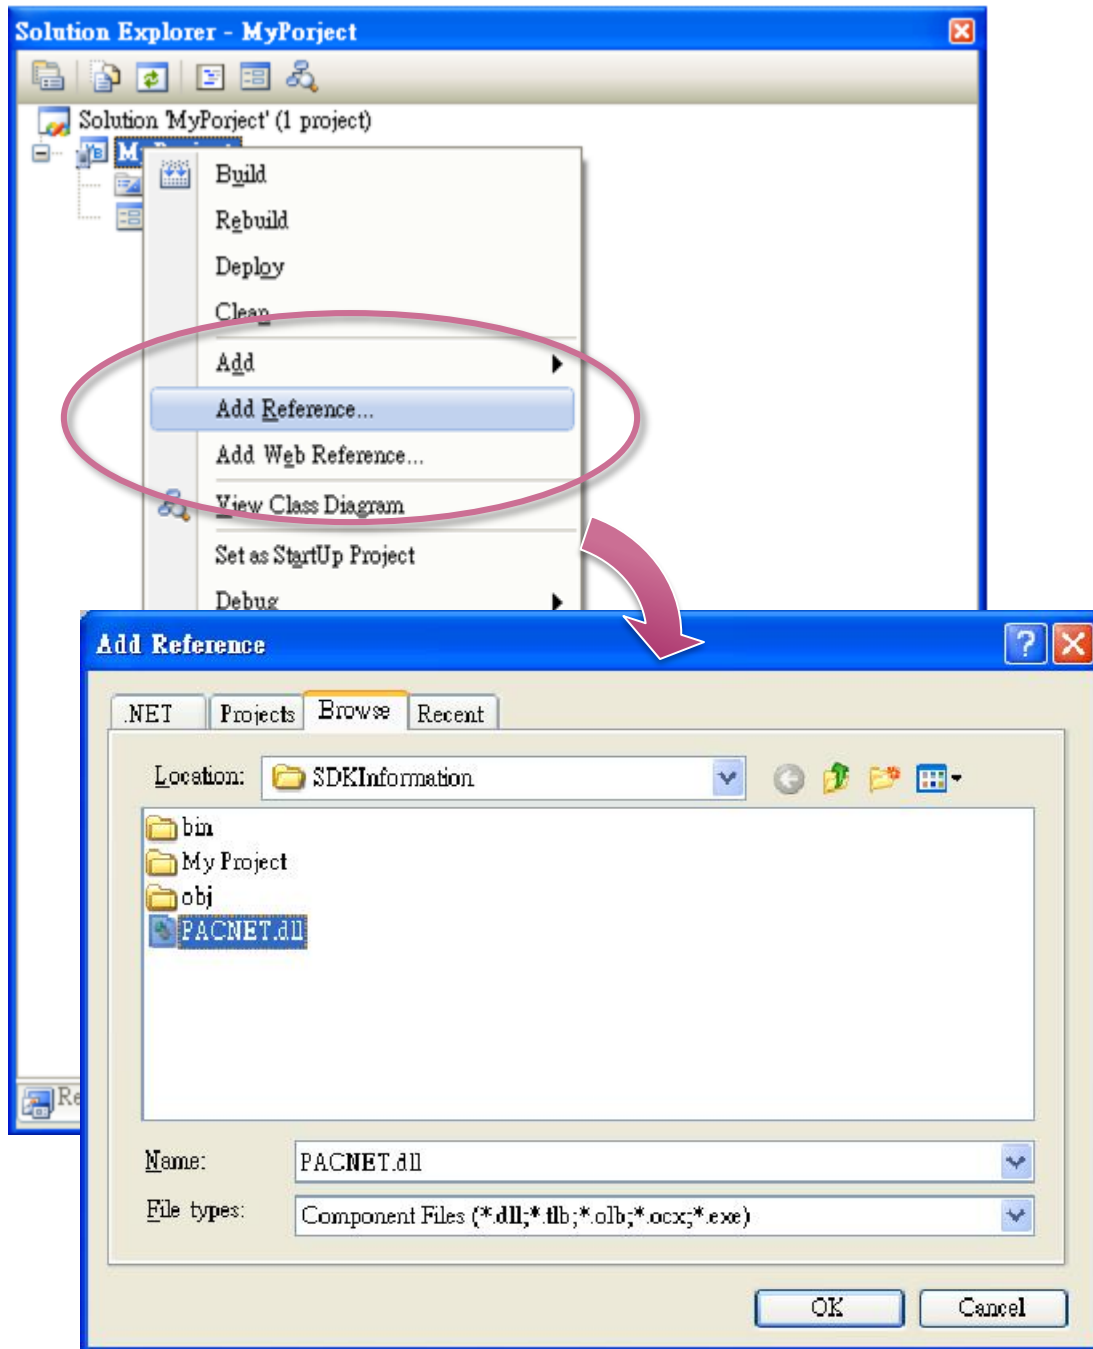 Solution Explorer - MyPorject
Solution 'MyPorject' (1 project)
Build
Rebuild
Deploy
Clean
Add
Add Reference...
Add Web Reference...
View Class Diagram
Set as StartUp Project
Debug
Add Reference
.NET Projects Browse Recent
Location: SDKInformation
bin
My Project
obj
PACNET.dll
Name: PACNET.dll
File types: Component Files (*.dll;*.tlb;*.olb;*.ocx;*.exe)
OK Cancel